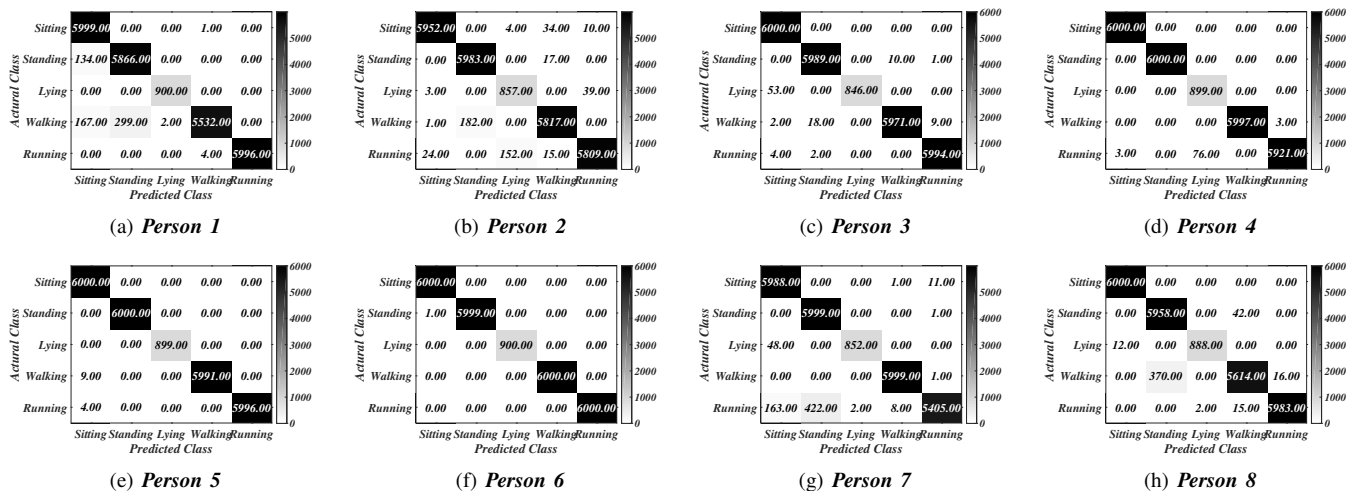 Sitting 5999.00 0.00 0.00 1.00 0.00
Standing 134.00 5866.00 0.00 0.00 0.00
Lying 0.00 0.00 900.00 0.00 0.00
Walking 167.00 299.00 2.00 5532.00 0.00
Running 0.00 0.00 0.00 4.00 5996.00
Sitting Standing Lying Walking Running
Predicted Class
Actural Class
5000
4000
3000
2000
1000
0
(a) Person 1
Sitting 5952.00 0.00 4.00 34.00 10.00
Standing 0.00 5983.00 0.00 17.00 0.00
Lying 3.00 0.00 857.00 0.00 39.00
Walking 1.00 182.00 0.00 5817.00 0.00
Running 24.00 0.00 152.00 15.00 5809.00
Sitting Standing Lying Walking Running
Predicted Class
Actural Class
5000
4000
3000
2000
1000
0
(b) Person 2
Sitting 6000.00 0.00 0.00 0.00 0.00
Standing 0.00 5989.00 0.00 10.00 1.00
Lying 53.00 0.00 846.00 0.00 0.00
Walking 2.00 18.00 0.00 5971.00 9.00
Running 4.00 2.00 0.00 0.00 5994.00
Sitting Standing Lying Walking Running
Predicted Class
Actural Class
6000
5000
4000
3000
2000
1000
0
(c) Person 3
Sitting 6000.00 0.00 0.00 0.00 0.00
Standing 0.00 6000.00 0.00 0.00 0.00
Lying 0.00 0.00 899.00 0.00 0.00
Walking 0.00 0.00 0.00 5997.00 3.00
Running 3.00 0.00 76.00 0.00 5921.00
Sitting Standing Lying Walking Running
Predicted Class
Actural Class
6000
5000
4000
3000
2000
1000
0
(d) Person 4
Sitting 6000.00 0.00 0.00 0.00 0.00
Standing 0.00 6000.00 0.00 0.00 0.00
Lying 0.00 0.00 899.00 0.00 0.00
Walking 9.00 0.00 0.00 5991.00 0.00
Running 4.00 0.00 0.00 0.00 5996.00
Sitting Standing Lying Walking Running
Predicted Class
Actural Class
6000
5000
4000
3000
2000
1000
0
(e) Person 5
Sitting 6000.00 0.00 0.00 0.00 0.00
Standing 1.00 5999.00 0.00 0.00 0.00
Lying 0.00 0.00 900.00 0.00 0.00
Walking 0.00 0.00 0.00 6000.00 0.00
Running 0.00 0.00 0.00 0.00 6000.00
Sitting Standing Lying Walking Running
Predicted Class
Actural Class
6000
5000
4000
3000
2000
1000
0
(f) Person 6
Sitting 5988.00 0.00 0.00 1.00 11.00
Standing 0.00 5999.00 0.00 0.00 1.00
Lying 48.00 0.00 852.00 0.00 0.00
Walking 0.00 0.00 0.00 5999.00 1.00
Running 163.00 422.00 2.00 8.00 5405.00
Sitting Standing Lying Walking Running
Predicted Class
Actural Class
5000
4000
3000
2000
1000
0
(g) Person 7
Sitting 6000.00 0.00 0.00 0.00 0.00
Standing 0.00 5958.00 0.00 42.00 0.00
Lying 12.00 0.00 888.00 0.00 0.00
Walking 0.00 370.00 0.00 5614.00 16.00
Running 0.00 0.00 2.00 15.00 5983.00
Sitting Standing Lying Walking Running
Predicted Class
Actural Class
6000
5000
4000
3000
2000
1000
0
(h) Person 8